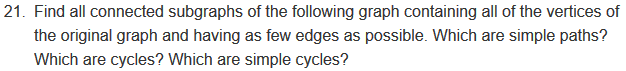 21. Find all connected subgraphs of the following graph containing all of the vertices of
the original graph and having as few edges as possible. Which are simple paths?
Which are cycles? Which are simple cycles?